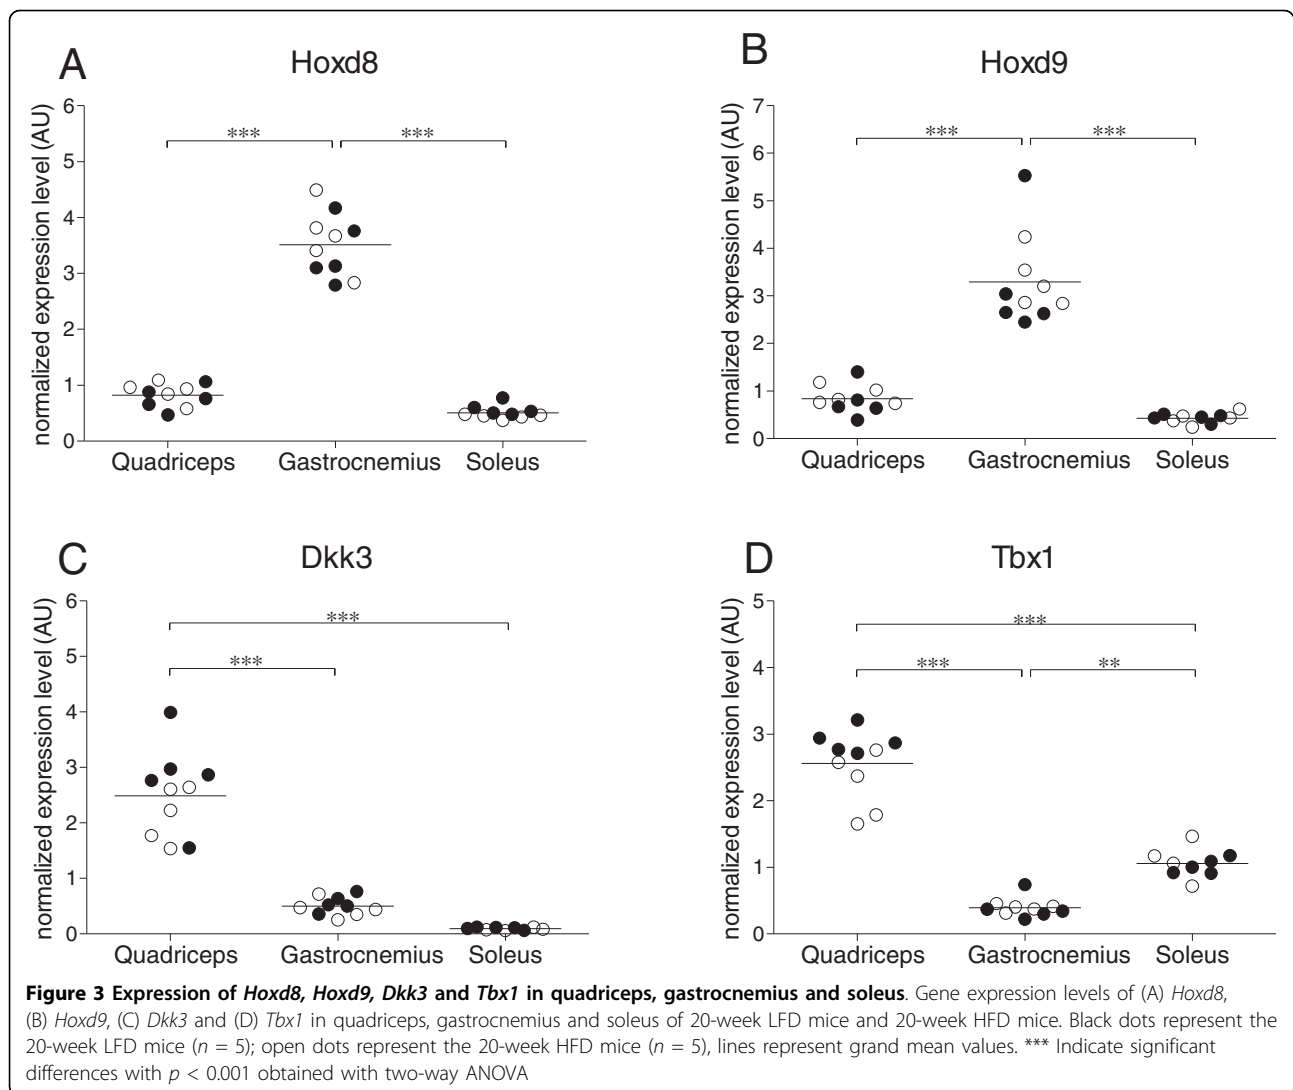 A
Hoxd8
normalized expression level (AU)
6
5
4
3
2
1
0
***
***
Quadriceps Gastrocnemius Soleus
B
Hoxd9
normalized expression level (AU)
7
6
5
4
3
2
1
0
***
***
Quadriceps Gastrocnemius Soleus
C
Dkk3
normalized expression level (AU)
6
5
4
3
2
1
0
***
***
Quadriceps Gastrocnemius Soleus
D
Tbx1
normalized expression level (AU)
5
4
3
2
1
0
***
***
**
Quadriceps Gastrocnemius Soleus
Figure 3 Expression of Hoxd8, Hoxd9, Dkk3 and Tbx1 in quadriceps, gastrocnemius and soleus. Gene expression levels of (A) Hoxd8,
(B) Hoxd9, (C) Dkk3 and (D) Tbx1 in quadriceps, gastrocnemius and soleus of 20-week LFD mice and 20-week HFD mice. Black dots represent the
20-week LFD mice (n = 5); open dots represent the 20-week HFD mice (n = 5), lines represent grand mean values. *** Indicate significant
differences with p < 0.001 obtained with two-way ANOVA